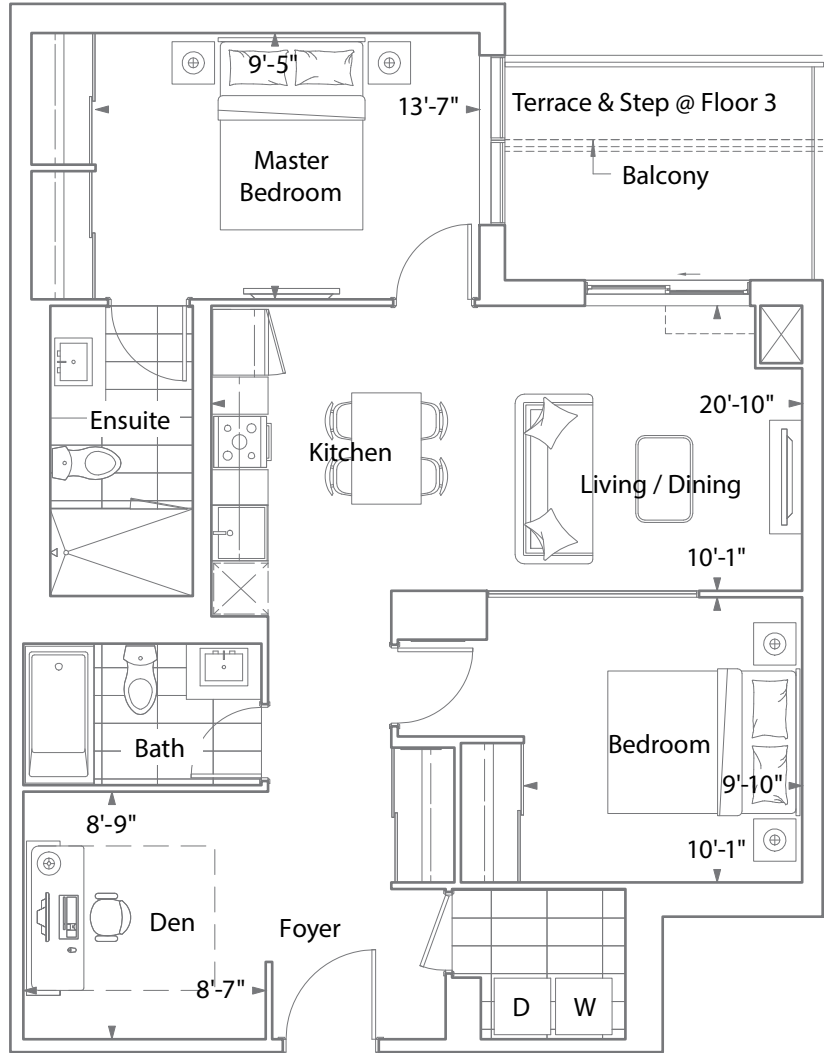 9'-5"
13'-7"
Terrace & Step @ Floor 3
Master
Bedroom
Balcony
Ensuite
Kitchen
20'-10"
Living / Dining
10'-1"
Bath
Bedroom
9'-10"
8'-9"
10'-1"
Den
Foyer
8'-7"
D
W